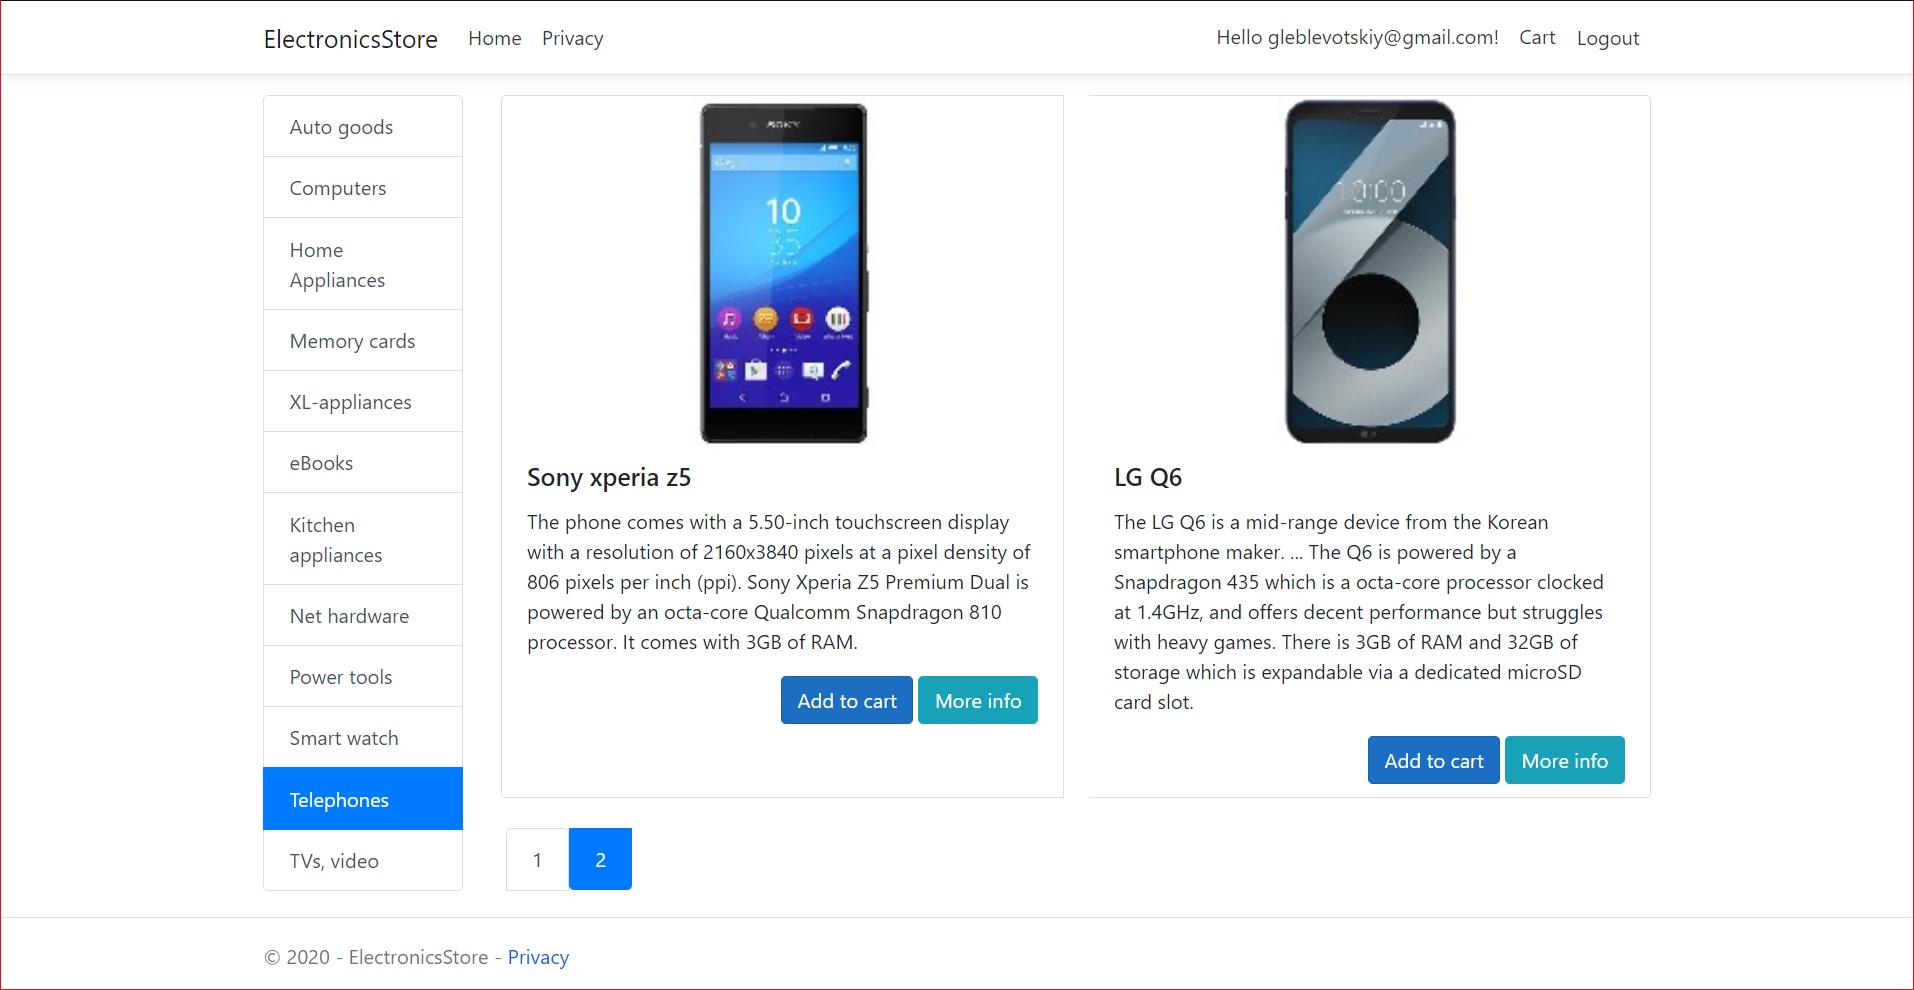 ElectronicsStore Home Privacy Hello gleblevotskiy@gmail.com! Cart Logout
Auto goods
Computers
Home
Appliances
Memory cards
XL-appliances
eBooks
Kitchen
appliances
Net hardware
Power tools
Smart watch
Telephones
TVs, video
SONY
10
35
Sony xperia z5
The phone comes with a 5.50-inch touchscreen display
with a resolution of 2160x3840 pixels at a pixel density of
806 pixels per inch (ppi). Sony Xperia Z5 Premium Dual is
powered by an octa-core Qualcomm Snapdragon 810
processor. It comes with 3GB of RAM.
Add to cart More info
10:00
LG Q6
The LG Q6 is a mid-range device from the Korean
smartphone maker. ... The Q6 is powered by a
Snapdragon 435 which is a octa-core processor clocked
at 1.4GHz, and offers decent performance but struggles
with heavy games. There is 3GB of RAM and 32GB of
storage which is expandable via a dedicated microSD
card slot.
Add to cart More info
1 2
© 2020 - ElectronicsStore - Privacy